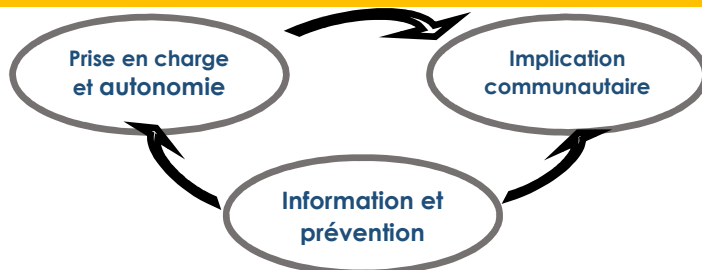 Prise en charge
et autonomie
Implication
communautaire
Information et
prévention